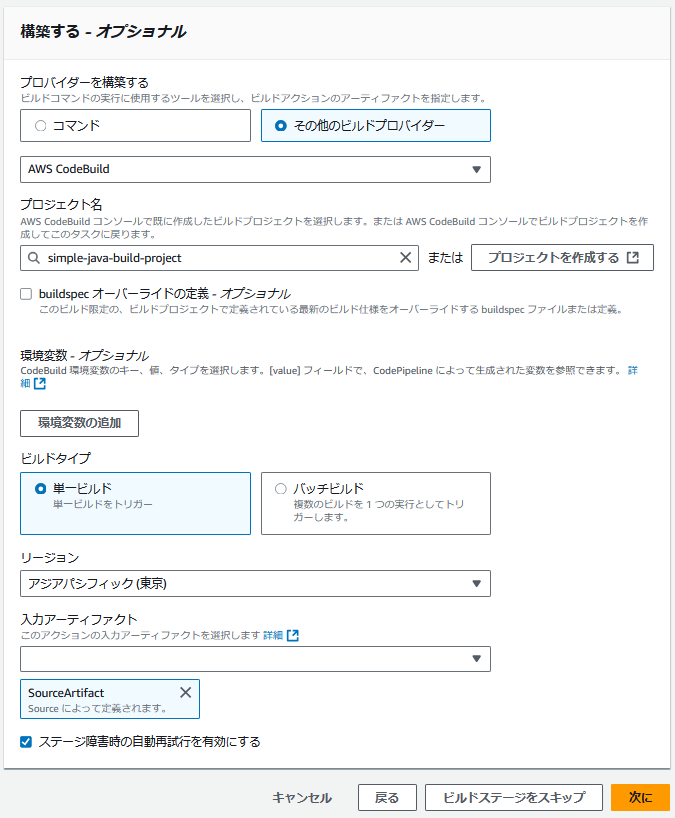 構築する - オプショナル
プロバイダーを構築する
ビルドコマンドの実行に使用するツールを選択し、ビルドアクションのアーティファクトを指定します。
コマンド
その他のビルドプロバイダー
AWS CodeBuild
プロジェクト名
AWS CodeBuild コンソールで既に作成したビルドプロジェクトを選択します。または AWS CodeBuild コンソールでビルドプロジェクトを作
成してこのタスクに戻ります。
simple-java-build-project
または
プロジェクトを作成する
buildspec オーバーライドの定義 - オプショナル
このビルド限定の、ビルドプロジェクトで定義されている最新のビルド仕様をオーバーライドする buildspec ファイルまたは定義。
環境変数 - オプショナル
CodeBuild 環境変数のキー、値、タイプを選択します。[value] フィールドで、CodePipeline によって生成された変数を参照できます。 詳
細
環境変数の追加
ビルドタイプ
単一ビルド
単一ビルドをトリガー
バッチビルド
複数のビルドを 1 つの実行としてトリ
ガーします。
リージョン
アジアパシフィック (東京)
入力アーティファクト
このアクションの入力アーティファクトを選択します 詳細
SourceArtifact
Source によって定義されます。
ステージ障害時の自動再試行を有効にする
キャンセル
戻る
ビルドステージをスキップ
次に